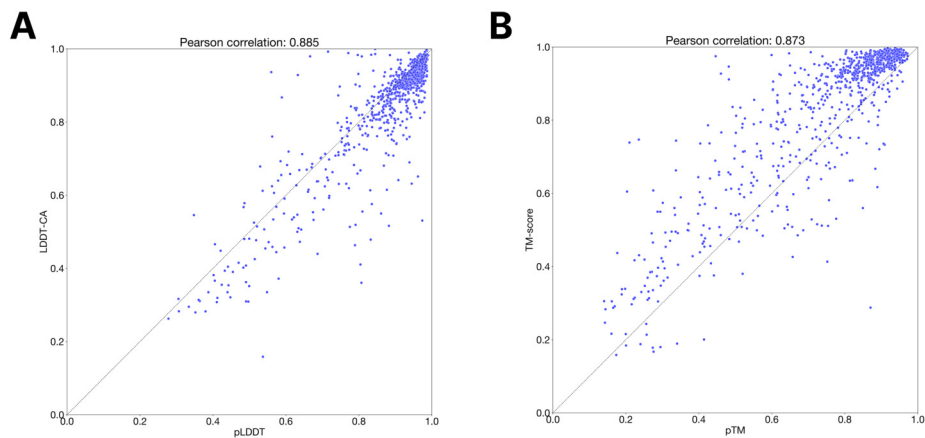 A
Pearson correlation: 0.885
1.0
0.8
0.6
0.4
0.2
0.0
LDDT-CA
0.0 0.2 0.4 0.6 0.8 1.0
pLDDT
B
Pearson correlation: 0.873
1.0
0.8
0.6
0.4
0.2
0.0
TM-score
0.0 0.2 0.4 0.6 0.8 1.0
pTM